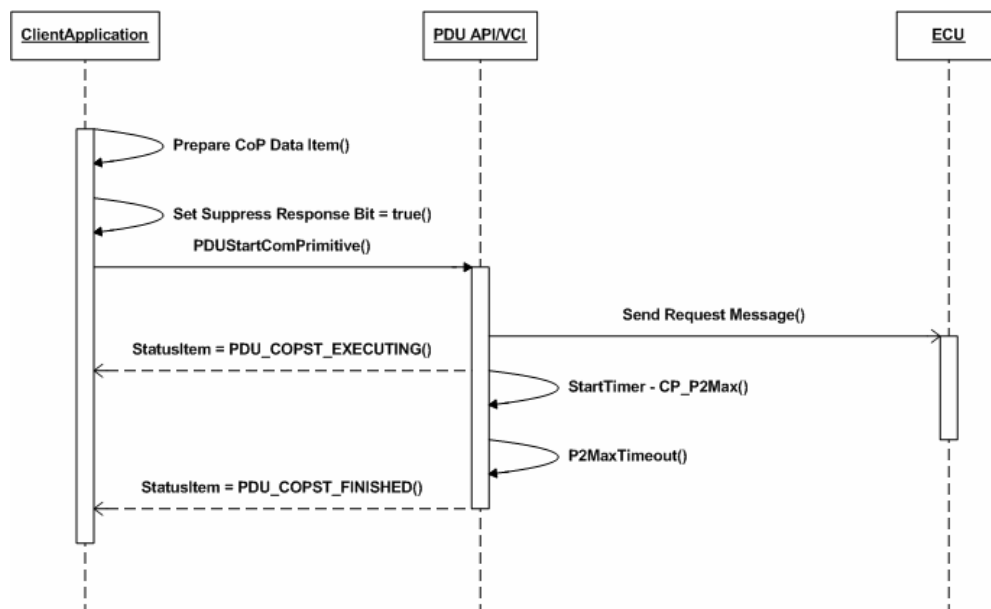 ClientApplication
PDU API/VCI
ECU
Prepare CoP Data Item()
Set Suppress Response Bit = true()
PDUStartComPrimitive()
Send Request Message()
StatusItem = PDU_COPST_EXECUTING()
StartTimer - CP_P2Max()
P2MaxTimeout()
StatusItem = PDU_COPST_FINISHED()